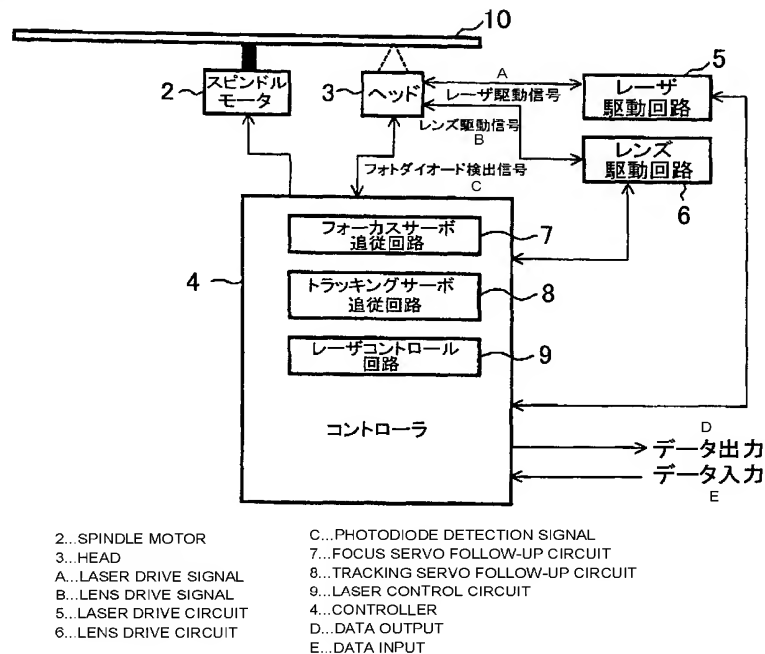 10
2
スピンドル
モータ
3
ヘッド
A
レーザ駆動信号
レンズ駆動信号
B
5
レーザ
駆動回路
レンズ
駆動回路
6
フォトダイオード検出信号
C
4
フォーカスサーボ
追従回路
7
トラッキングサーボ
追従回路
8
レーザコントロール
回路
9
コントローラ
D
データ出力
データ入力
E
2...SPINDLE MOTOR
3...HEAD
A...LASER DRIVE SIGNAL
B...LENS DRIVE SIGNAL
5...LASER DRIVE CIRCUIT
6...LENS DRIVE CIRCUIT
C...PHOTODIODE DETECTION SIGNAL
7...FOCUS SERVO FOLLOW-UP CIRCUIT
8...TRACKING SERVO FOLLOW-UP CIRCUIT
9...LASER CONTROL CIRCUIT
4...CONTROLLER
D...DATA OUTPUT
E...DATA INPUT